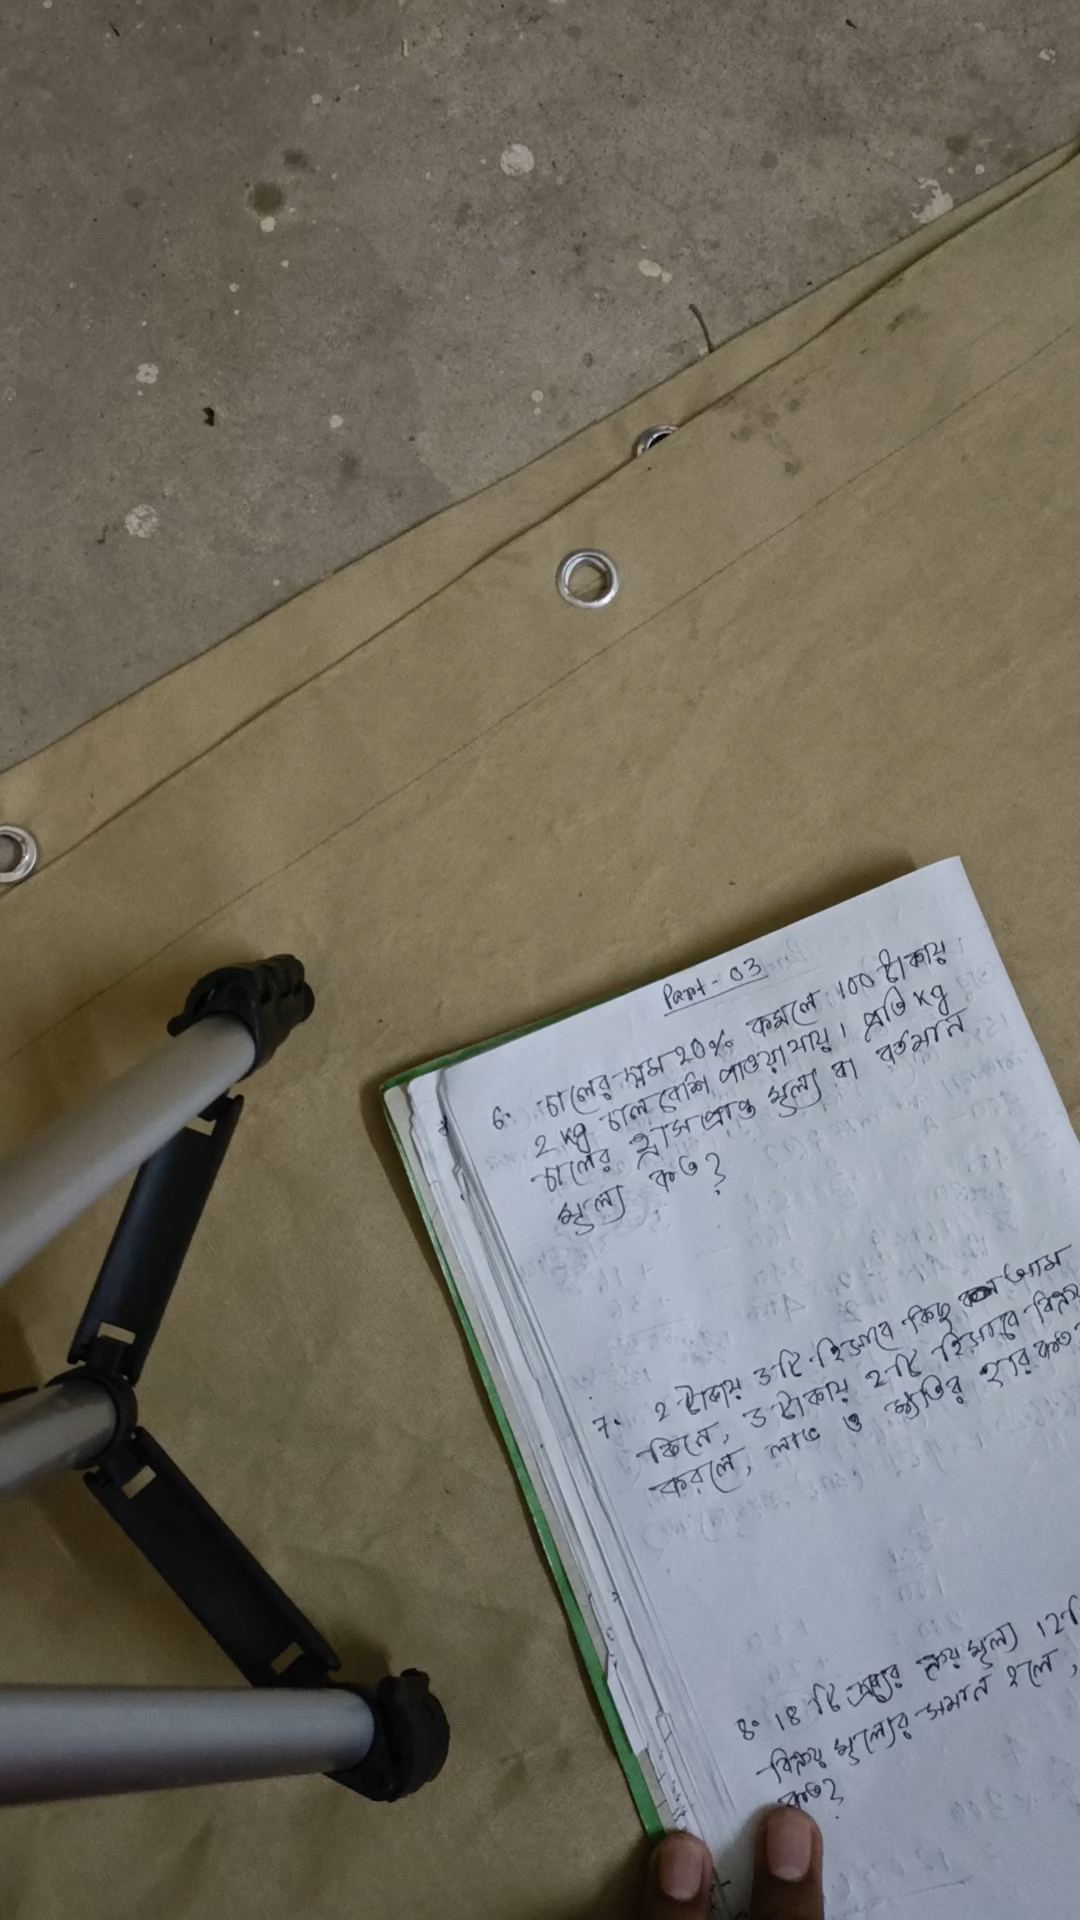 Part - 03
6. চালের দাম 20% কমলে 100 টাকায়
2 kg চাল বেশি পাওয়া যায়। প্রতি kg
চালের হ্রাসপ্রাপ্ত মূল্য বা বর্তমান
মূল্য কত?
7. 2 টাকায় 3টি হিসাবে কিছু আম
কিনে, 3 টাকায় 2টি হিসাবে বিক্রয়
করলে, লাভ ও ক্ষতির হার কত
8. 18 টি দ্রব্যের ক্রয় মূল্য 12
বিক্রয় মূল্যের সমান হলে,
কত?